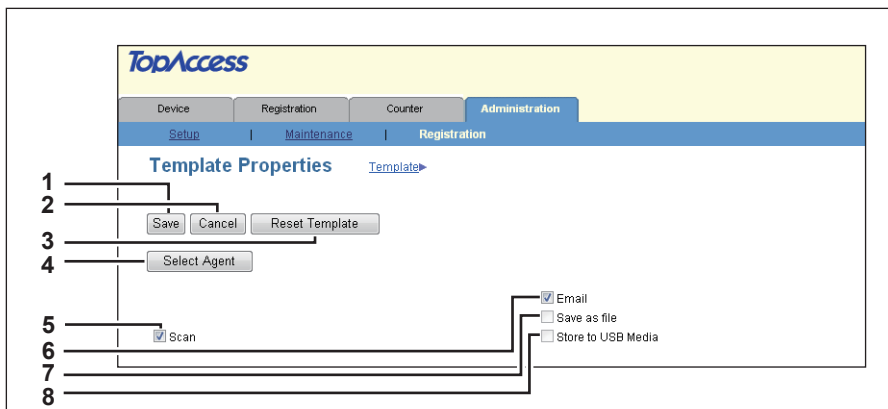 TopAccess
Device Registration Counter Administration
Setup | Maintenance | Registration
Template Properties Template
1
2
Save Cancel Reset Template
3
4 Select Agent
Email
Save as file
5
Scan Store to USB Media
6
7
8